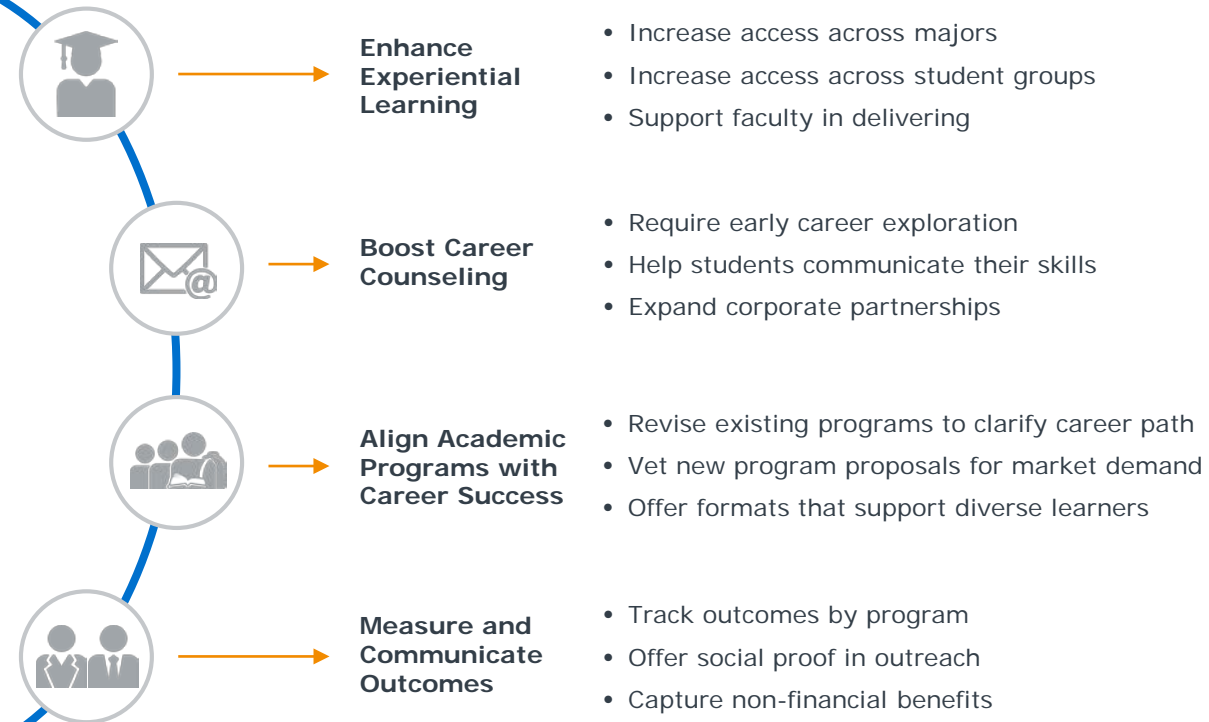 Enhance
Experiential
Learning
• Increase access across majors
• Increase access across student groups
• Support faculty in delivering
@
Boost Career
Counseling
• Require early career exploration
• Help students communicate their skills
• Expand corporate partnerships
Align Academic
Programs with
Career Success
• Revise existing programs to clarify career path
• Vet new program proposals for market demand
• Offer formats that support diverse learners
Measure and
Communicate
Outcomes
• Track outcomes by program
• Offer social proof in outreach
• Capture non-financial benefits